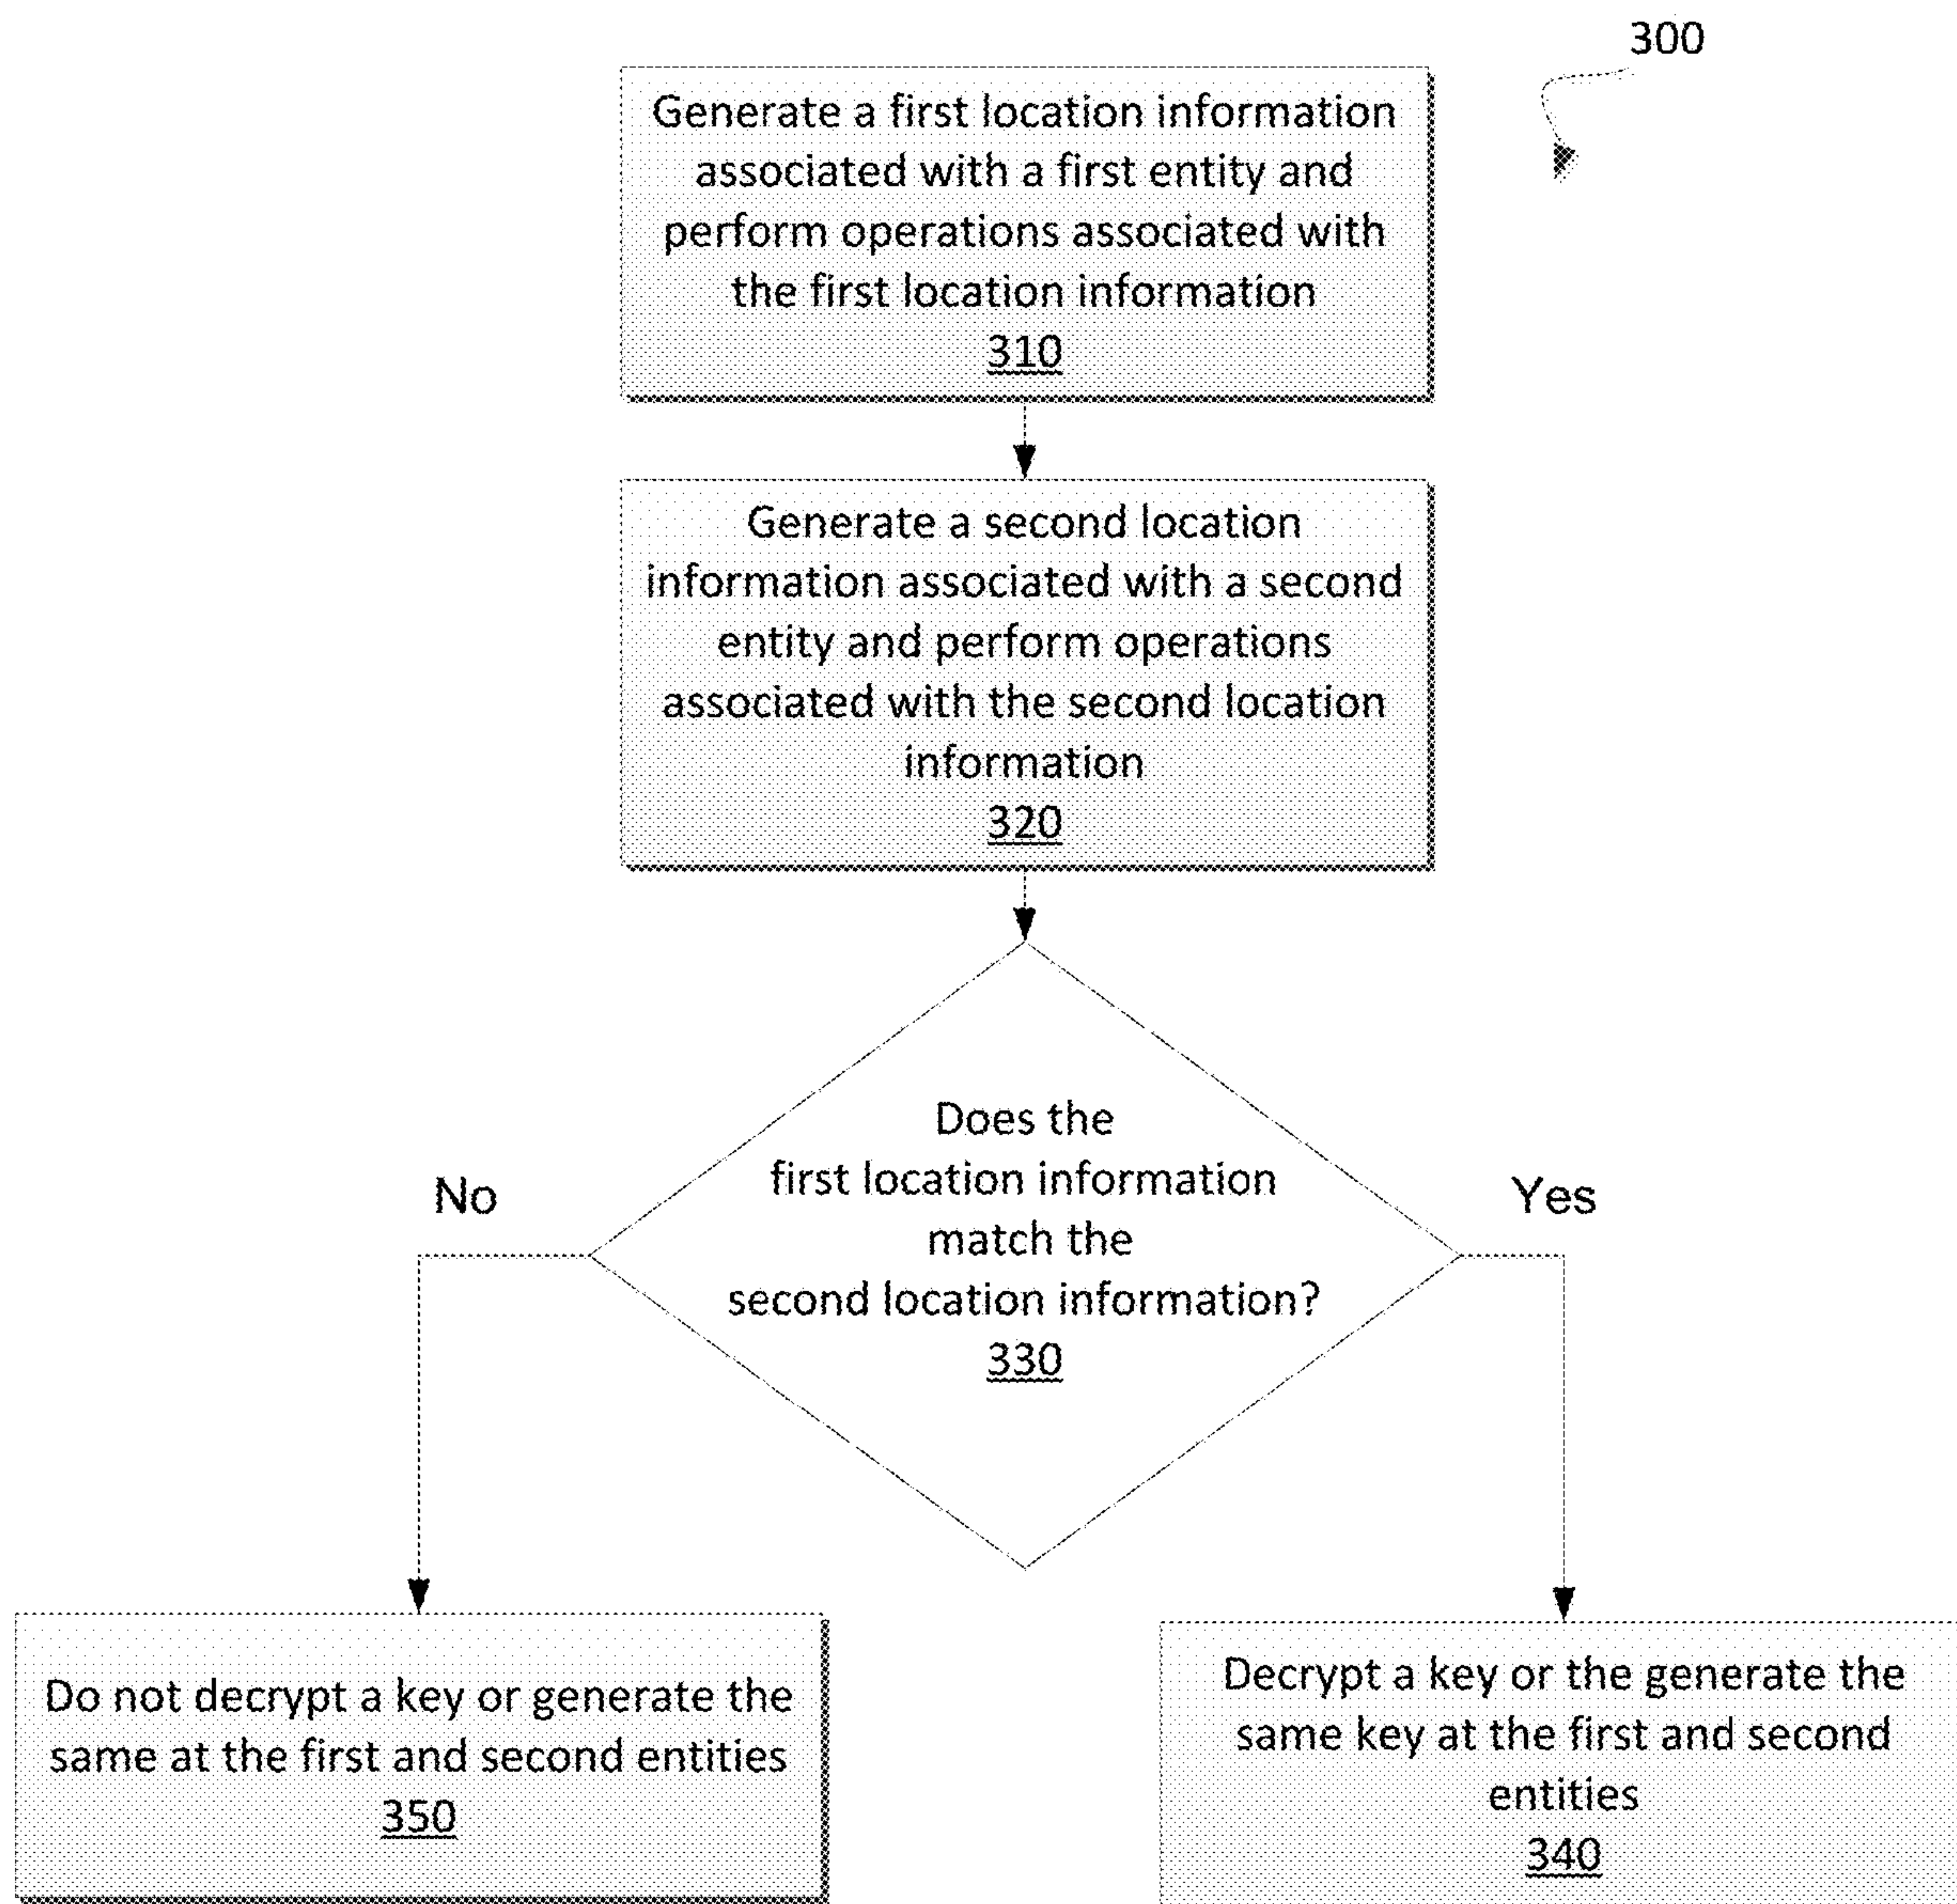 300
Generate a first location information
associated with a first entity and
perform operations associated with
the first location information
310
Generate a second location
information associated with a second
entity and perform operations
associated with the second location
information
320
Does the
first location information
match the
second location information?
330
No
Yes
Do not decrypt a key or generate the
same at the first and second entities
350
Decrypt a key or the generate the
same key at the first and second
entities
340